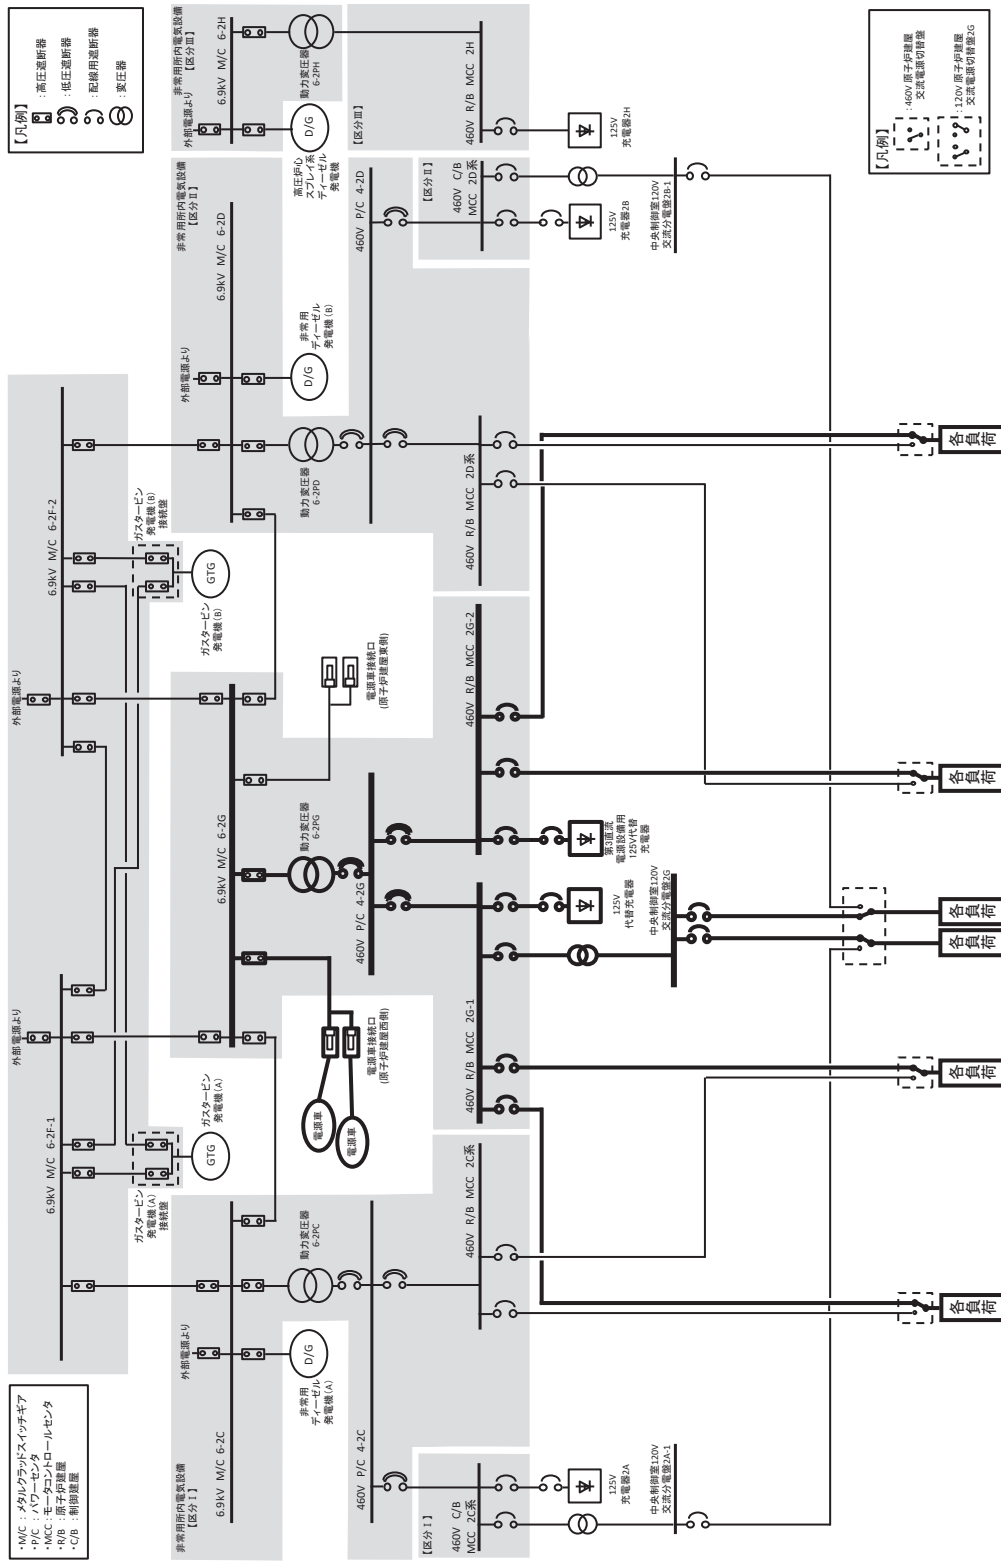 ・M/C ：メタルクラッドスイッチギア
・P/C ：パワーセンタ
・MCC：モータコントロールセンタ
・R/B ：原子炉建屋
・C/B ：制御建屋
【凡例】
：高圧遮断器
：低圧遮断器
：配線用遮断器
：変圧器
外部電源より
外部電源より
6.9kV M/C 6-2F-1
6.9kV M/C 6-2F-2
ガスタービン
発電機(A)
接続盤
GTG
ガスタービン
発電機(A)
ガスタービン
発電機(B)
接続盤
GTG
ガスタービン
発電機(B)
非常用所内電気設備
【区分Ⅰ】
外部電源より
6.9kV M/C 6-2C
非常用
ディーゼル
発電機(A)
D/G
動力変圧器
6-2PC
460V P/C 4-2C
【区分Ⅰ】
460V C/B
MCC 2C系
460V R/B MCC 2C系
125V
充電器2A
中央制御室120V
交流分電盤2A-1
6.9kV M/C 6-2G
電源車
電源車
電源車接続口
(原子炉建屋西側)
動力変圧器
6-2PG
電源車接続口
(原子炉建屋東側)
460V P/C 4-2G
460V R/B MCC 2G-1
460V R/B MCC 2G-2
125V
代替充電器
中央制御室120V
交流分電盤2G
第3直流
電源設備用
125V代替
充電器
非常用所内電気設備
【区分Ⅱ】
外部電源より
6.9kV M/C 6-2D
非常用
ディーゼル
発電機(B)
D/G
動力変圧器
6-2PD
460V P/C 4-2D
【区分Ⅱ】
460V C/B
MCC 2D系
460V R/B MCC 2D系
125V
充電器2B
中央制御室120V
交流分電盤2B-1
非常用所内電気設備
【区分Ⅲ】
外部電源より
6.9kV M/C 6-2H
高圧炉心
スプレイ系
ディーゼル
発電機
D/G
動力変圧器
6-2PH
【区分Ⅲ】
460V R/B MCC 2H
125V
充電器2H
各負荷
各負荷
各負荷
各負荷
各負荷
各負荷
【凡例】
：460V 原子炉建屋
交流電源切替盤
：120V 原子炉建屋
交流電源切替盤2G